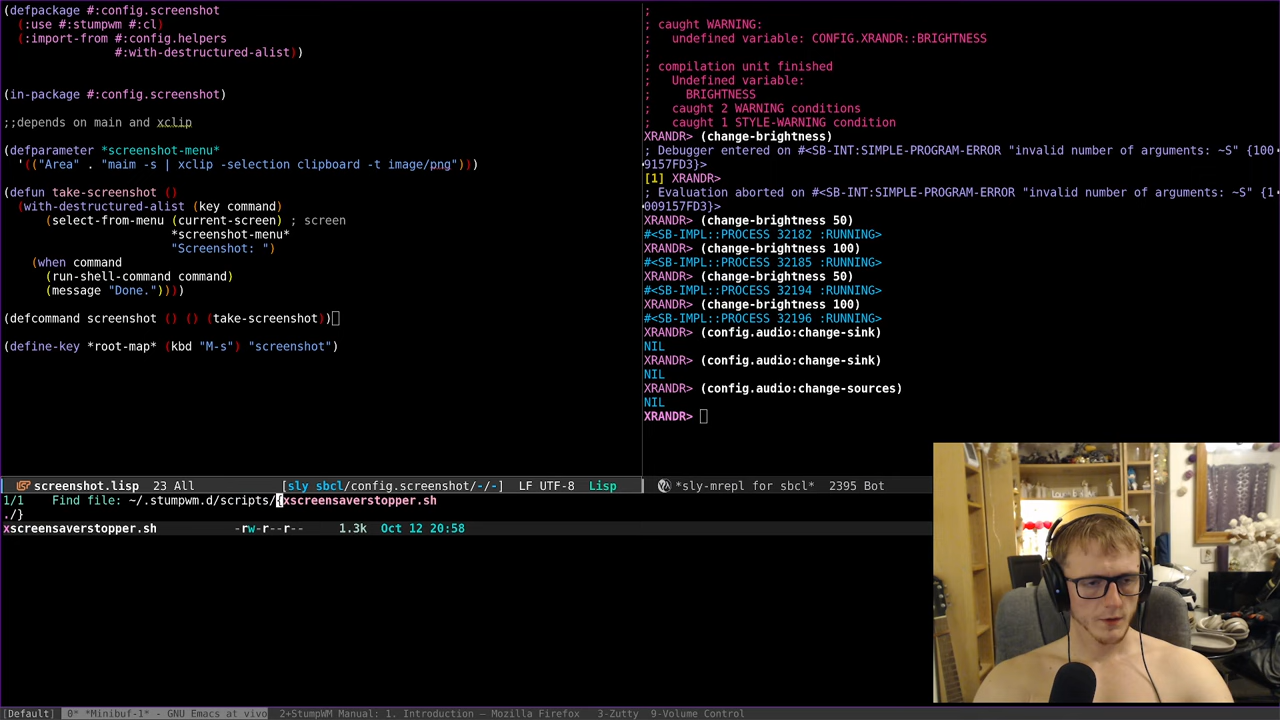 (defpackage #:config.screenshot
(:use #:stumpwm #:cl)
(:import-from #:config.helpers
#:with-destructured-alist))
(in-package #:config.screenshot)
;;depends on main and xclip
(defparameter *screenshot-menu*
'(("Area" . "maim -s | xclip -selection clipboard -t image/png")))
(defun take-screenshot ()
(with-destructured-alist (key command)
(select-from-menu (current-screen) ; screen
*screenshot-menu*
"Screenshot: ")
(when command
(run-shell-command command)
(message "Done."))))
(defcommand screenshot () () (take-screenshot))
(define-key *root-map* (kbd "M-s") "screenshot")
screenshot.lisp 23 All [sly sbcl/config.screenshot/-/-] LF UTF-8 Lisp
;
; caught WARNING:
; undefined variable: CONFIG.XRANDR::BRIGHTNESS
;
; compilation unit finished
; Undefined variable:
; BRIGHTNESS
; caught 2 WARNING conditions
; caught 1 STYLE-WARNING condition
XRANDR> (change-brightness)
; Debugger entered on #<SB-INT:SIMPLE-PROGRAM-ERROR "invalid number of arguments: ~S" {100
9157FD3}>
[1] XRANDR>
; Evaluation aborted on #<SB-INT:SIMPLE-PROGRAM-ERROR "invalid number of arguments: ~S" {1
009157FD3}>
XRANDR> (change-brightness 50)
#<SB-IMPL::PROCESS 32182 :RUNNING>
XRANDR> (change-brightness 100)
#<SB-IMPL::PROCESS 32185 :RUNNING>
XRANDR> (change-brightness 50)
#<SB-IMPL::PROCESS 32194 :RUNNING>
XRANDR> (change-brightness 100)
#<SB-IMPL::PROCESS 32196 :RUNNING>
XRANDR> (config.audio:change-sink)
NIL
XRANDR> (config.audio:change-sink)
NIL
XRANDR> (config.audio:change-sources)
NIL
XRANDR>
*sly-mrepl for sbcl* 2395 Bot
1/1 Find file: ~/.stumpwm.d/scripts/{xscreensaverstopper.sh
./}
xscreensaverstopper.sh -rw-r--r-- 1.3k Oct 12 20:58
[Default] 0* *Minibuf-1* - GNU Emacs at vivo 2+StumpWM Manual: 1. Introduction — Mozilla Firefox 3-Zutty 9-Volume Control